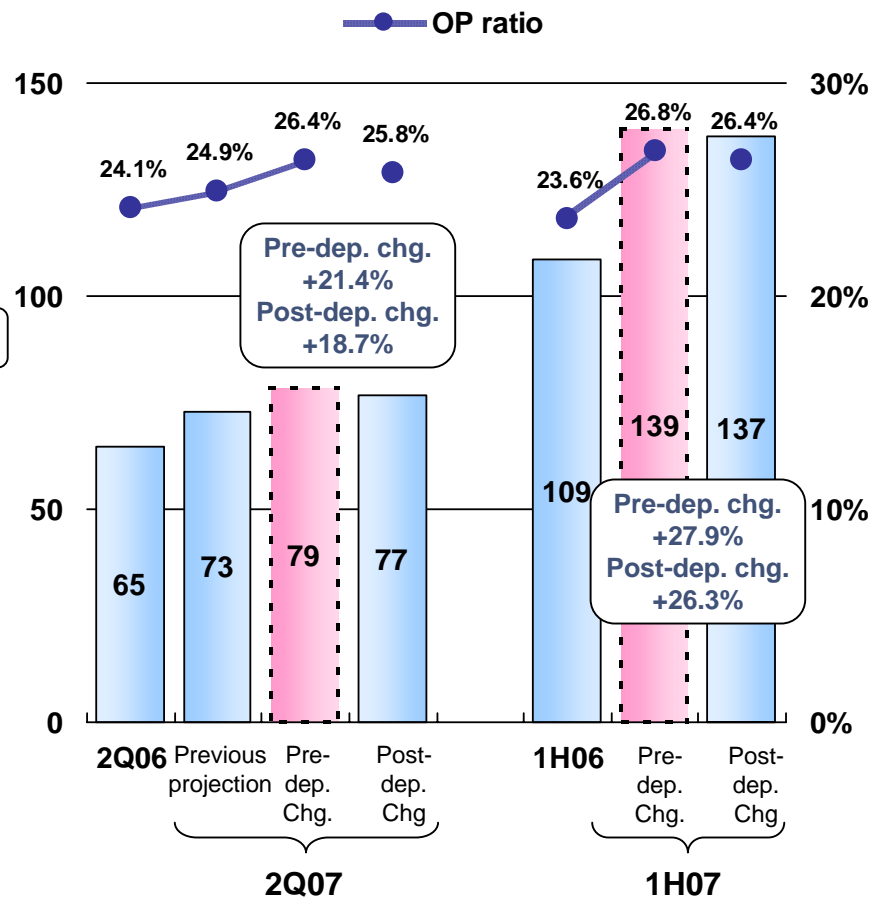 OP ratio
150
30%
24.1%
24.9%
26.4%
25.8%
23.6%
26.8%
26.4%
Pre-dep. chg.
+21.4%
Post-dep. chg.
+18.7%
100
20%
65
73
79
77
109
139
137
50
10%
Pre-dep. chg.
+27.9%
Post-dep. chg.
+26.3%
0
0%
2Q06
Previous
projection
Pre-
dep.
Chg.
Post-
dep.
Chg
1H06
Pre-
dep.
Chg.
Post-
dep.
Chg.
2Q07
1H07